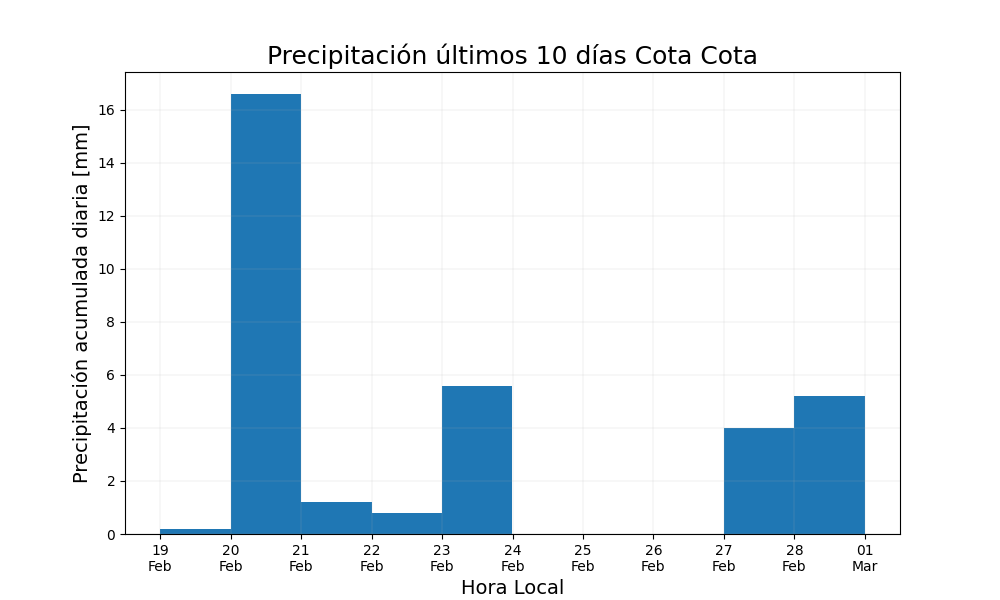 Precipitación últimos 10 días Cota Cota
Precipitación acumulada diaria [mm]
16
14
12
10
8
6
4
2
0
19 20 21 22 23 24 25 26 27 28 01
Feb Feb Feb Feb Feb Feb Feb Feb Feb Feb Mar
Hora Local